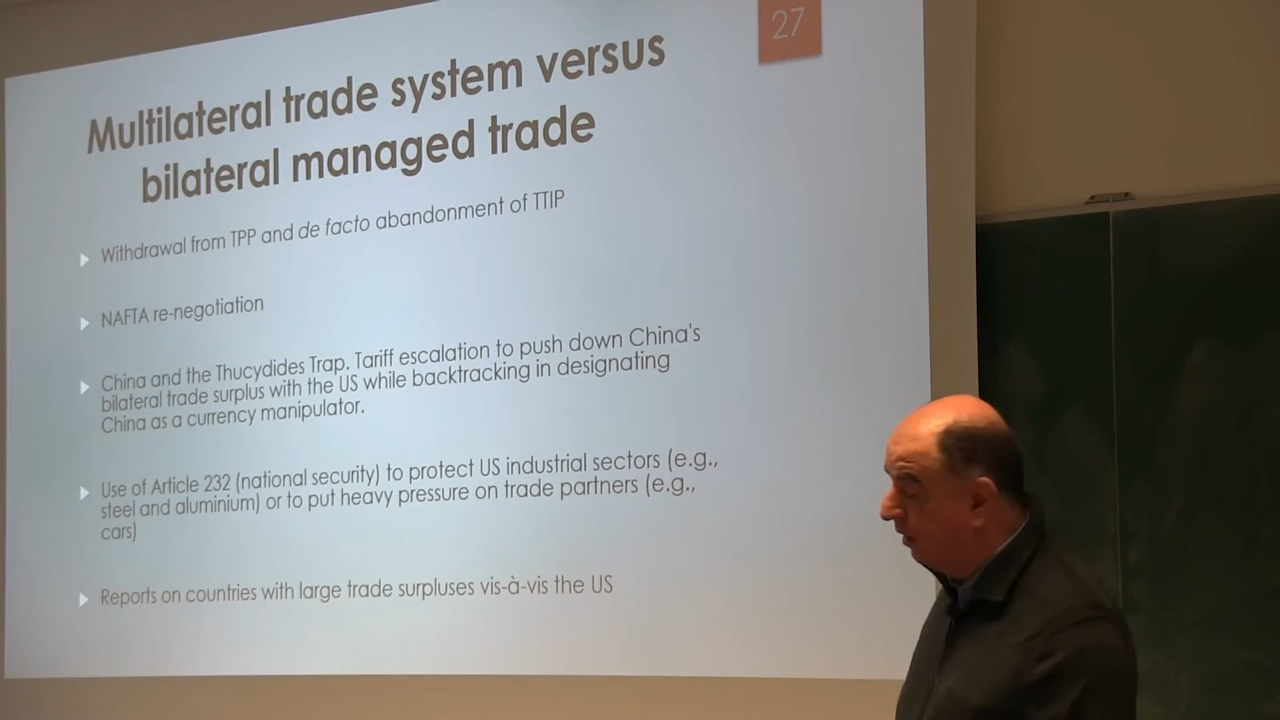 27
Multilateral trade system versus
bilateral managed trade
Withdrawal from TPP and de facto abandonment of TTIP
NAFTA re-negotiation
China and the Thucydides Trap. Tariff escalation to push down China's
bilateral trade surplus with the US while backtracking in designating
China as a currency manipulator.
Use of Article 232 (national security) to protect US industrial sectors (e.g.,
steel and aluminium) or to put heavy pressure on trade partners (e.g.,
cars)
Reports on countries with large trade surpluses vis-à-vis the US